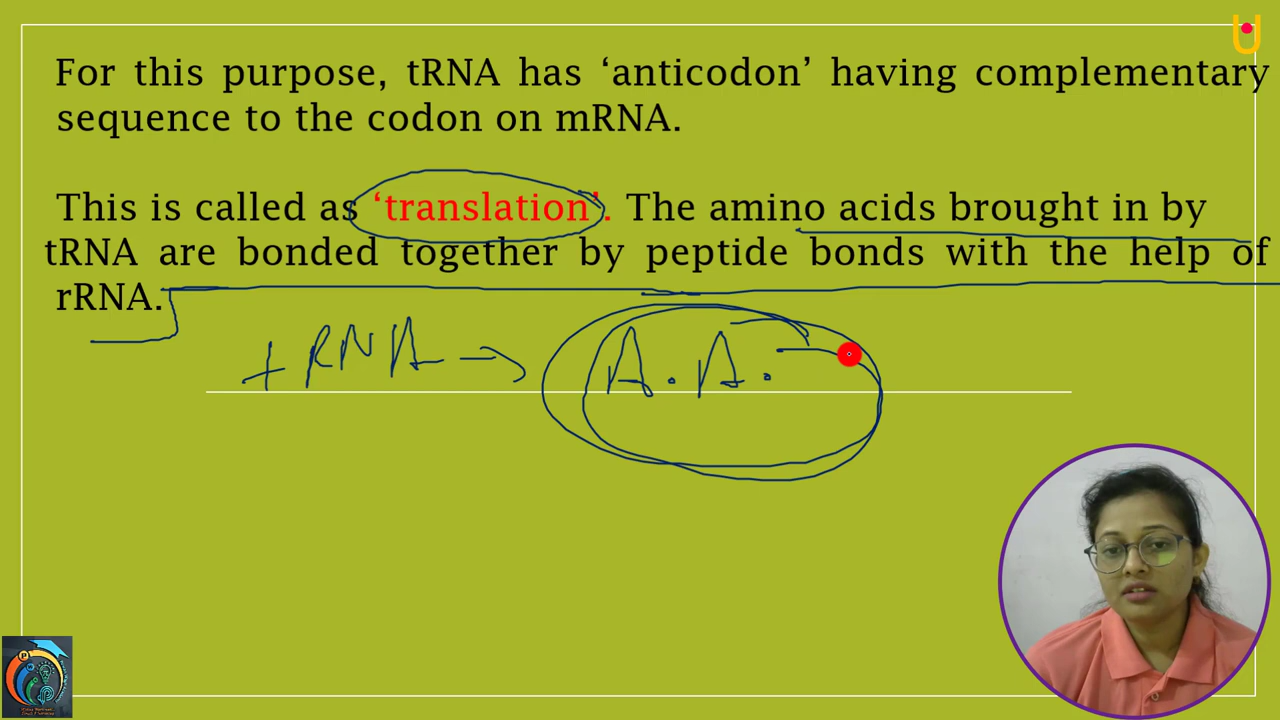 For this purpose, tRNA has ‘anticodon’ having complementary
sequence to the codon on mRNA.
This is called as ‘translation’. The amino acids brought in by
tRNA are bonded together by peptide bonds with the help of
rRNA.
tRNA → A.A.